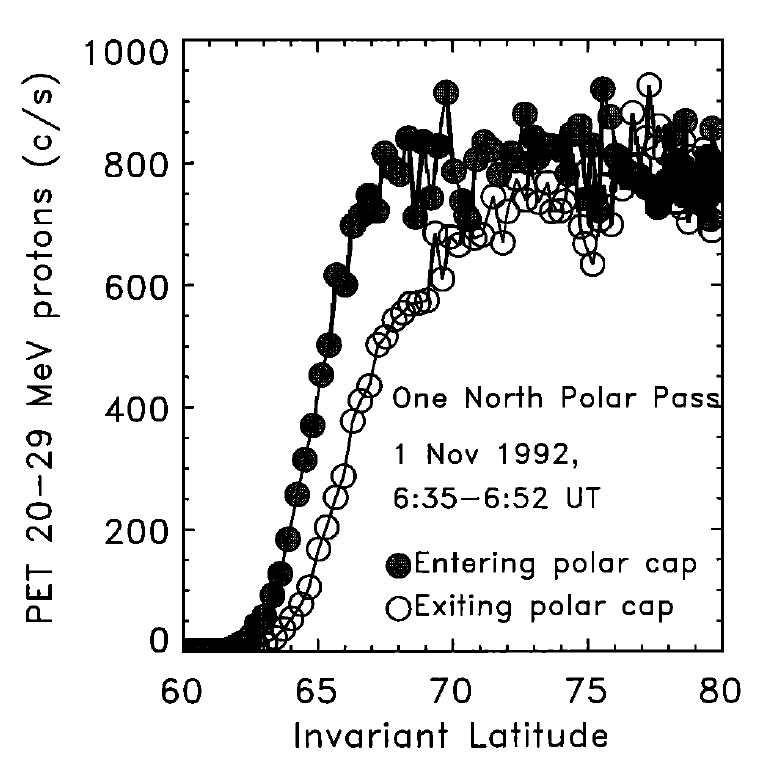 1000
800
600
400
200
0
PET 20-29 MeV protons (c/s)
One North Polar Pass
1 Nov 1992,
6:35-6:52 UT
Entering polar cap
Exiting polar cap
60 65 70 75 80
Invariant Latitude